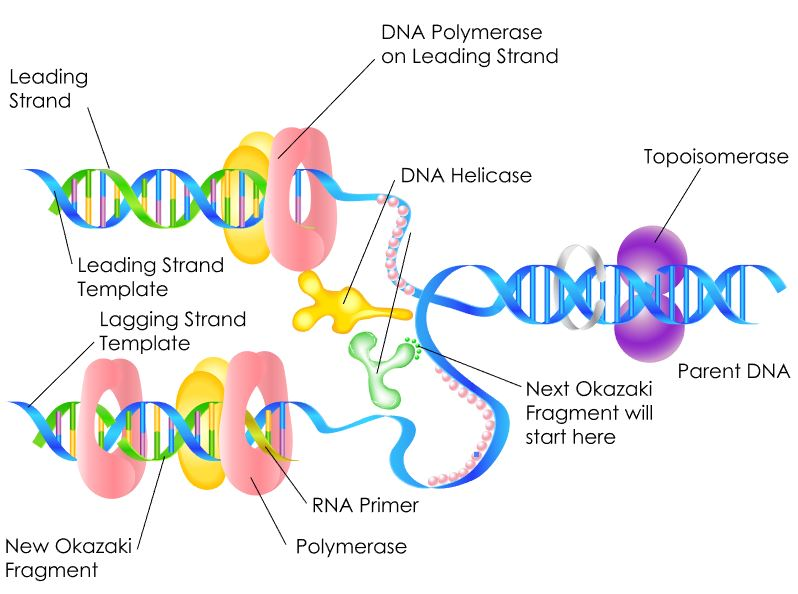 DNA Polymerase
on Leading Strand
Leading
Strand
Topoisomerase
DNA Helicase
Leading Strand
Template
Lagging Strand
Template
Parent DNA
Next Okazaki
Fragment will
start here
RNA Primer
New Okazaki
Fragment
Polymerase